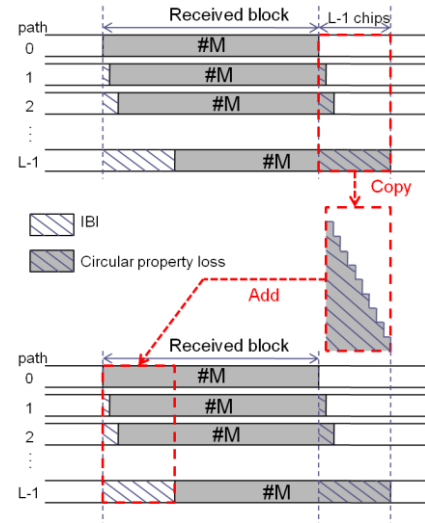 Received block
L-1 chips
path
0
#M
1
#M
2
#M
⋮
L-1
#M
Copy
IBI
Circular property loss
Add
Received block
path
0
#M
1
#M
2
#M
⋮
L-1
#M